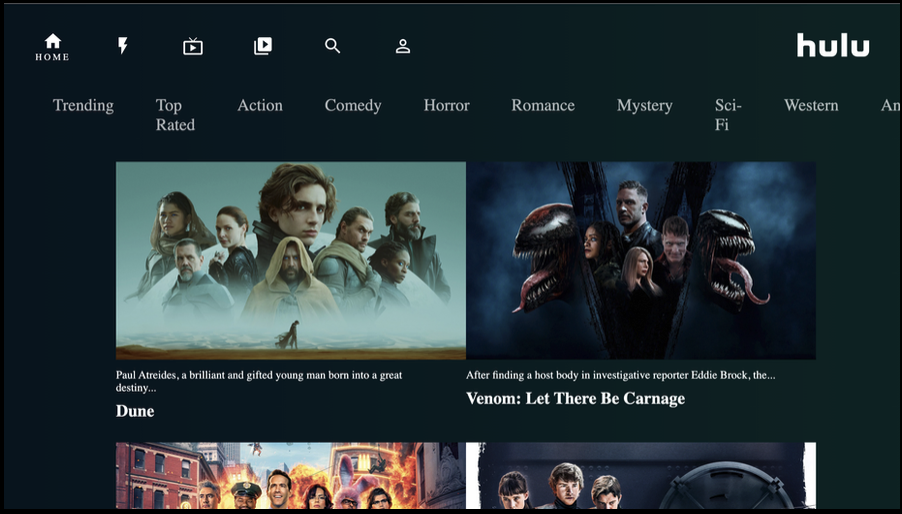 HOME
hulu
Trending
Top
Rated
Action
Comedy
Horror
Romance
Mystery
Sci-
Fi
Western
An
Paul Atreides, a brilliant and gifted young man born into a great
destiny...
Dune
After finding a host body in investigative reporter Eddie Brock, the...
Venom: Let There Be Carnage